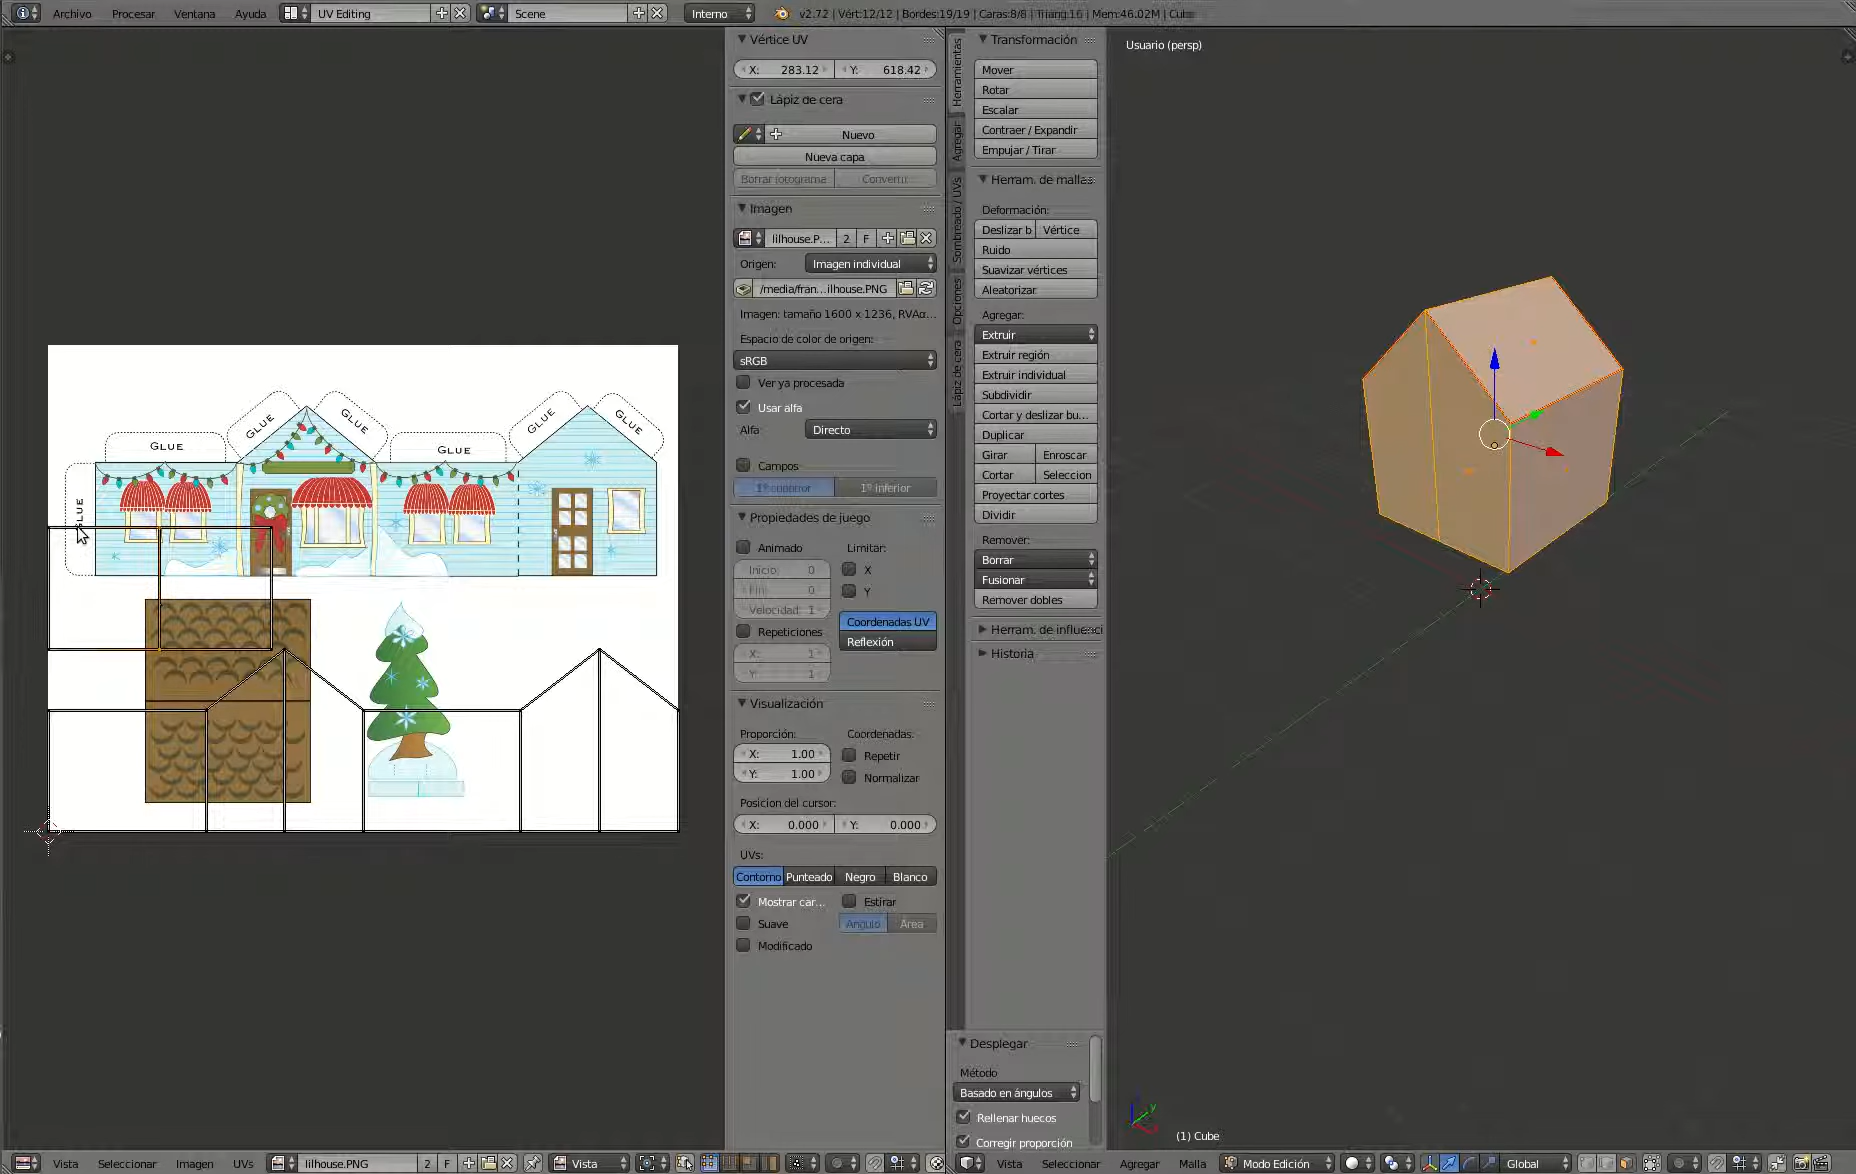 Archivo Procesar Ventana Ayuda UV Editing Scene Interno v2.72 | Vért:12/12 | Bordes:19/19 | Caras:8/8 | Triáng:16 | Mem:46.02M | Cube
Vértice UV
X: 283.12 Y: 618.42
Lápiz de cera
Nuevo
Nueva capa
Borrar fotograma Convertir
Imagen
lilhouse.P... 2 F
Origen: Imagen individual
/media/fran...ilhouse.PNG
Imagen: tamaño 1600 x 1236, RVAα...
Espacio de color de origen:
sRGB
Ver ya procesada
Usar alfa
Alfa: Directo
Campos
1º superior 1º inferior
Propiedades de juego
Animado Limitar:
Inicio: 0 X
Fin: 0 Y
Velocidad: 1
Coordenadas UV
Repeticiones Reflexión
X: 1
Y: 1
Visualización
Proporción: Coordenadas:
X: 1.00 Repetir
Y: 1.00 Normalizar
Posicion del cursor:
X: 0.000 Y: 0.000
UVs:
Contorno Punteado Negro Blanco
Mostrar car... Estirar
Suave Angulo Área
Modificado
GLUE
GLUE
GLUE
GLUE
GLUE
GLUE
GLUE
Herramientas
Agregar
Sombreado / UVs
Opciones
Lápiz de cera
Transformación
Mover
Rotar
Escalar
Contraer / Expandir
Empujar / Tirar
Herram. de mallas
Deformación:
Deslizar b Vértice
Ruido
Suavizar vértices
Aleatorizar
Agregar:
Extruir
Extruir región
Extruir individual
Subdividir
Cortar y deslizar bu...
Duplicar
Girar Enroscar
Cortar Seleccion
Proyectar cortes
Dividir
Remover:
Borrar
Fusionar
Remover dobles
Herram. de influenci
Historia
Desplegar
Método
Basado en ángulos
Rellenar huecos
Corregir proporción
Usuario (persp)
(1) Cube
Vista Seleccionar Imagen UVs lilhouse.PNG 2 F Vista
Vista Seleccionar Agregar Malla Modo Edición Global